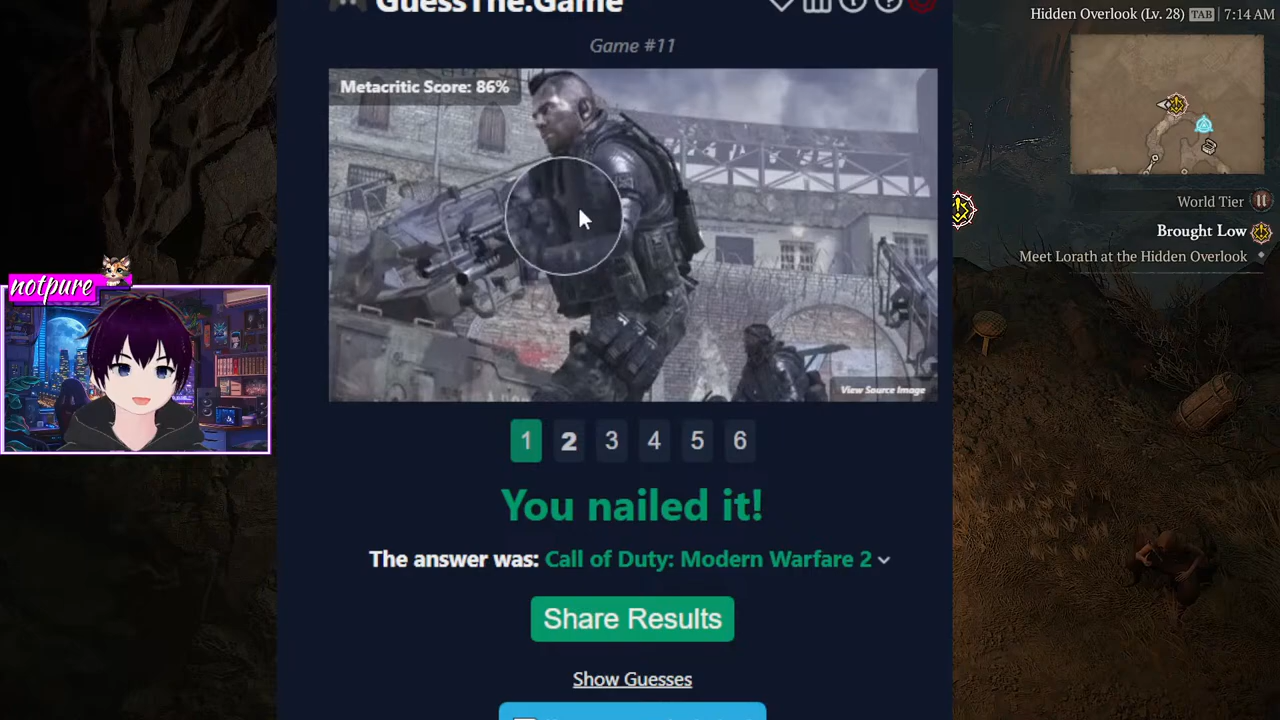 GuessThe.Game
Hidden Overlook (Lv. 28) TAB 7:14 AM
Game #11
Metacritic Score: 86%
World Tier II
Brought Low
Meet Lorath at the Hidden Overlook
notpure
View Source Image
1 2 3 4 5 6
You nailed it!
The answer was: Call of Duty: Modern Warfare 2
Share Results
Show Guesses